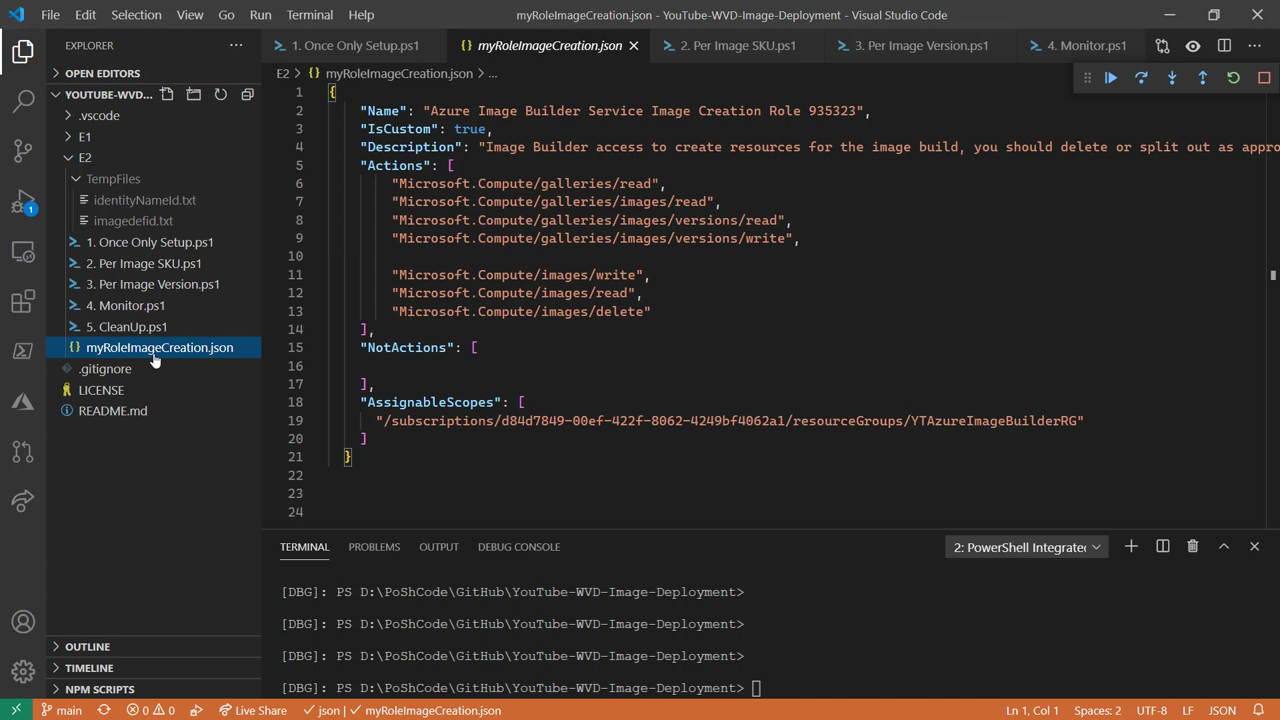 File Edit Selection View Go Run Terminal Help
myRoleImageCreation.json - YouTube-WVD-Image-Deployment - Visual Studio Code
EXPLORER
1. Once Only Setup.ps1
myRoleImageCreation.json
2. Per Image SKU.ps1
3. Per Image Version.ps1
4. Monitor.ps1
OPEN EDITORS
YOUTUBE-WVD...
.vscode
E1
E2
TempFiles
identityNameId.txt
imagedefid.txt
1. Once Only Setup.ps1
2. Per Image SKU.ps1
3. Per Image Version.ps1
4. Monitor.ps1
5. CleanUp.ps1
myRoleImageCreation.json
.gitignore
LICENSE
README.md
OUTLINE
TIMELINE
NPM SCRIPTS
1
E2 > myRoleImageCreation.json > ...
1 {
2 "Name": "Azure Image Builder Service Image Creation Role 935323",
3 "IsCustom": true,
4 "Description": "Image Builder access to create resources for the image build, you should delete or split out as appro
5 "Actions": [
6 "Microsoft.Compute/galleries/read",
7 "Microsoft.Compute/galleries/images/read",
8 "Microsoft.Compute/galleries/images/versions/read",
9 "Microsoft.Compute/galleries/images/versions/write",
10
11 "Microsoft.Compute/images/write",
12 "Microsoft.Compute/images/read",
13 "Microsoft.Compute/images/delete"
14 ],
15 "NotActions": [
16
17 ],
18 "AssignableScopes": [
19 "/subscriptions/d84d7849-00ef-422f-8062-4249bf4062a1/resourceGroups/YTAzureImageBuilderRG"
20 ]
21 }
22
23
24
TERMINAL PROBLEMS OUTPUT DEBUG CONSOLE
2: PowerShell Integrated
[DBG]: PS D:\PoShCode\GitHub\YouTube-WVD-Image-Deployment>
[DBG]: PS D:\PoShCode\GitHub\YouTube-WVD-Image-Deployment>
[DBG]: PS D:\PoShCode\GitHub\YouTube-WVD-Image-Deployment>
[DBG]: PS D:\PoShCode\GitHub\YouTube-WVD-Image-Deployment>
main 0 0 Live Share json | myRoleImageCreation.json Ln 1, Col 1 Spaces: 2 UTF-8 LF JSON